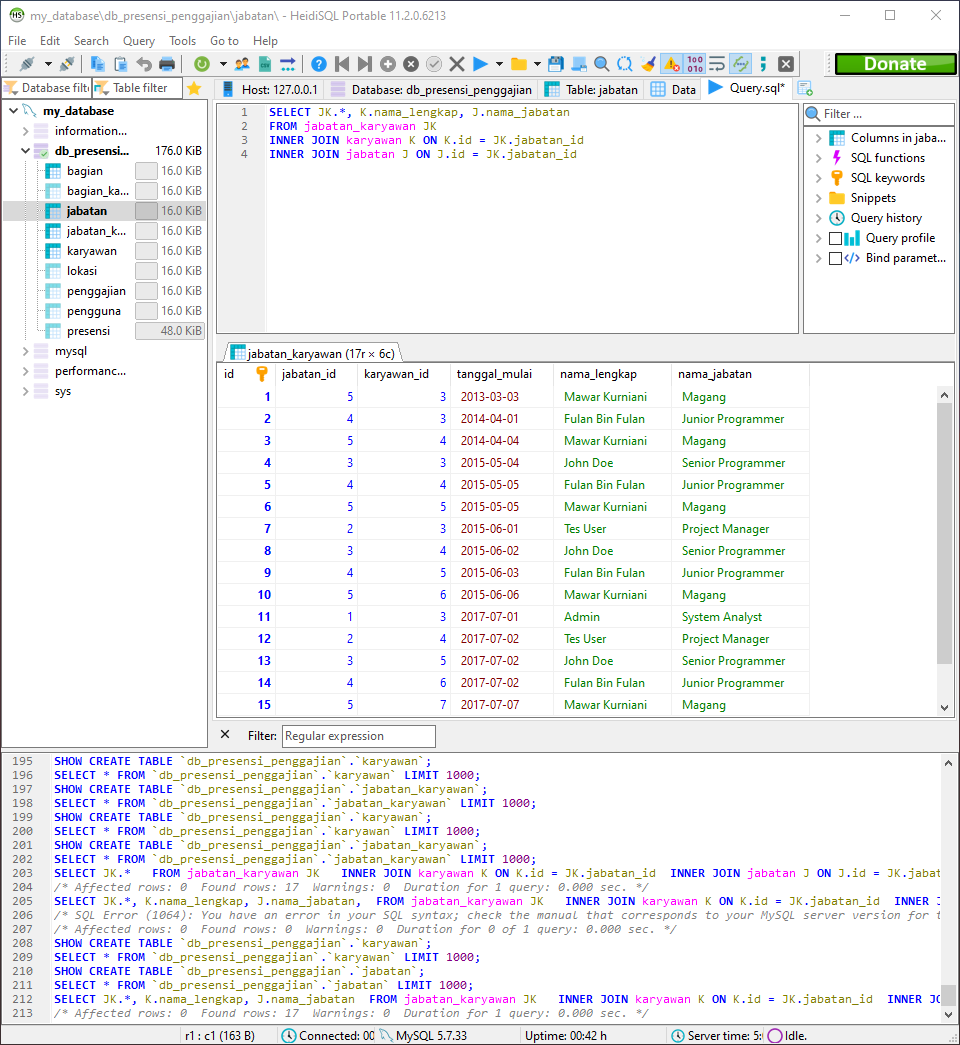 my_database\db_presensi_penggajian\jabatan\ - HeidiSQL Portable 11.2.0.6213
File Edit Search Query Tools Go to Help
Donate
Database filt Table filter
Host: 127.0.0.1 Database: db_presensi_penggajian Table: jabatan Data Query.sql*
my_database
information...
db_presensi... 176.0 KiB
bagian 16.0 KiB
bagian_ka... 16.0 KiB
jabatan 16.0 KiB
jabatan_k... 16.0 KiB
karyawan 16.0 KiB
lokasi 16.0 KiB
penggajian 16.0 KiB
pengguna 16.0 KiB
presensi 48.0 KiB
mysql
performanc...
sys
1 SELECT JK.*, K.nama_lengkap, J.nama_jabatan
2 FROM jabatan_karyawan JK
3 INNER JOIN karyawan K ON K.id = JK.jabatan_id
4 INNER JOIN jabatan J ON J.id = JK.jabatan_id
Filter ...
Columns in jaba...
SQL functions
SQL keywords
Snippets
Query history
Query profile
Bind paramet...
jabatan_karyawan (17r × 6c)
id jabatan_id karyawan_id tanggal_mulai nama_lengkap nama_jabatan
1 5 3 2013-03-03 Mawar Kurniani Magang
2 4 3 2014-04-01 Fulan Bin Fulan Junior Programmer
3 5 4 2014-04-04 Mawar Kurniani Magang
4 3 3 2015-05-04 John Doe Senior Programmer
5 4 4 2015-05-05 Fulan Bin Fulan Junior Programmer
6 5 5 2015-05-05 Mawar Kurniani Magang
7 2 3 2015-06-01 Tes User Project Manager
8 3 4 2015-06-02 John Doe Senior Programmer
9 4 5 2015-06-03 Fulan Bin Fulan Junior Programmer
10 5 6 2015-06-06 Mawar Kurniani Magang
11 1 3 2017-07-01 Admin System Analyst
12 2 4 2017-07-02 Tes User Project Manager
13 3 5 2017-07-02 John Doe Senior Programmer
14 4 6 2017-07-02 Fulan Bin Fulan Junior Programmer
15 5 7 2017-07-07 Mawar Kurniani Magang
Filter: Regular expression
195 SHOW CREATE TABLE `db_presensi_penggajian`.`karyawan`;
196 SELECT * FROM `db_presensi_penggajian`.`karyawan` LIMIT 1000;
197 SHOW CREATE TABLE `db_presensi_penggajian`.`jabatan_karyawan`;
198 SELECT * FROM `db_presensi_penggajian`.`jabatan_karyawan` LIMIT 1000;
199 SHOW CREATE TABLE `db_presensi_penggajian`.`karyawan`;
200 SELECT * FROM `db_presensi_penggajian`.`karyawan` LIMIT 1000;
201 SHOW CREATE TABLE `db_presensi_penggajian`.`jabatan_karyawan`;
202 SELECT * FROM `db_presensi_penggajian`.`jabatan_karyawan` LIMIT 1000;
203 SELECT JK.* FROM jabatan_karyawan JK INNER JOIN karyawan K ON K.id = JK.jabatan_id INNER JOIN jabatan J ON J.id = JK.jabat
204 /* Affected rows: 0 Found rows: 17 Warnings: 0 Duration for 1 query: 0.000 sec. */
205 SELECT JK.*, K.nama_lengkap, J.nama_jabatan, FROM jabatan_karyawan JK INNER JOIN karyawan K ON K.id = JK.jabatan_id INNER J
206 /* SQL Error (1064): You have an error in your SQL syntax; check the manual that corresponds to your MySQL server version for t
207 /* Affected rows: 0 Found rows: 0 Warnings: 0 Duration for 0 of 1 query: 0.000 sec. */
208 SHOW CREATE TABLE `db_presensi_penggajian`.`karyawan`;
209 SELECT * FROM `db_presensi_penggajian`.`karyawan` LIMIT 1000;
210 SHOW CREATE TABLE `db_presensi_penggajian`.`jabatan`;
211 SELECT * FROM `db_presensi_penggajian`.`jabatan` LIMIT 1000;
212 SELECT JK.*, K.nama_lengkap, J.nama_jabatan FROM jabatan_karyawan JK INNER JOIN karyawan K ON K.id = JK.jabatan_id INNER JO
213 /* Affected rows: 0 Found rows: 17 Warnings: 0 Duration for 1 query: 0.000 sec. */
r1 : c1 (163 B) Connected: 00 MySQL 5.7.33 Uptime: 00:42 h Server time: 5: Idle.